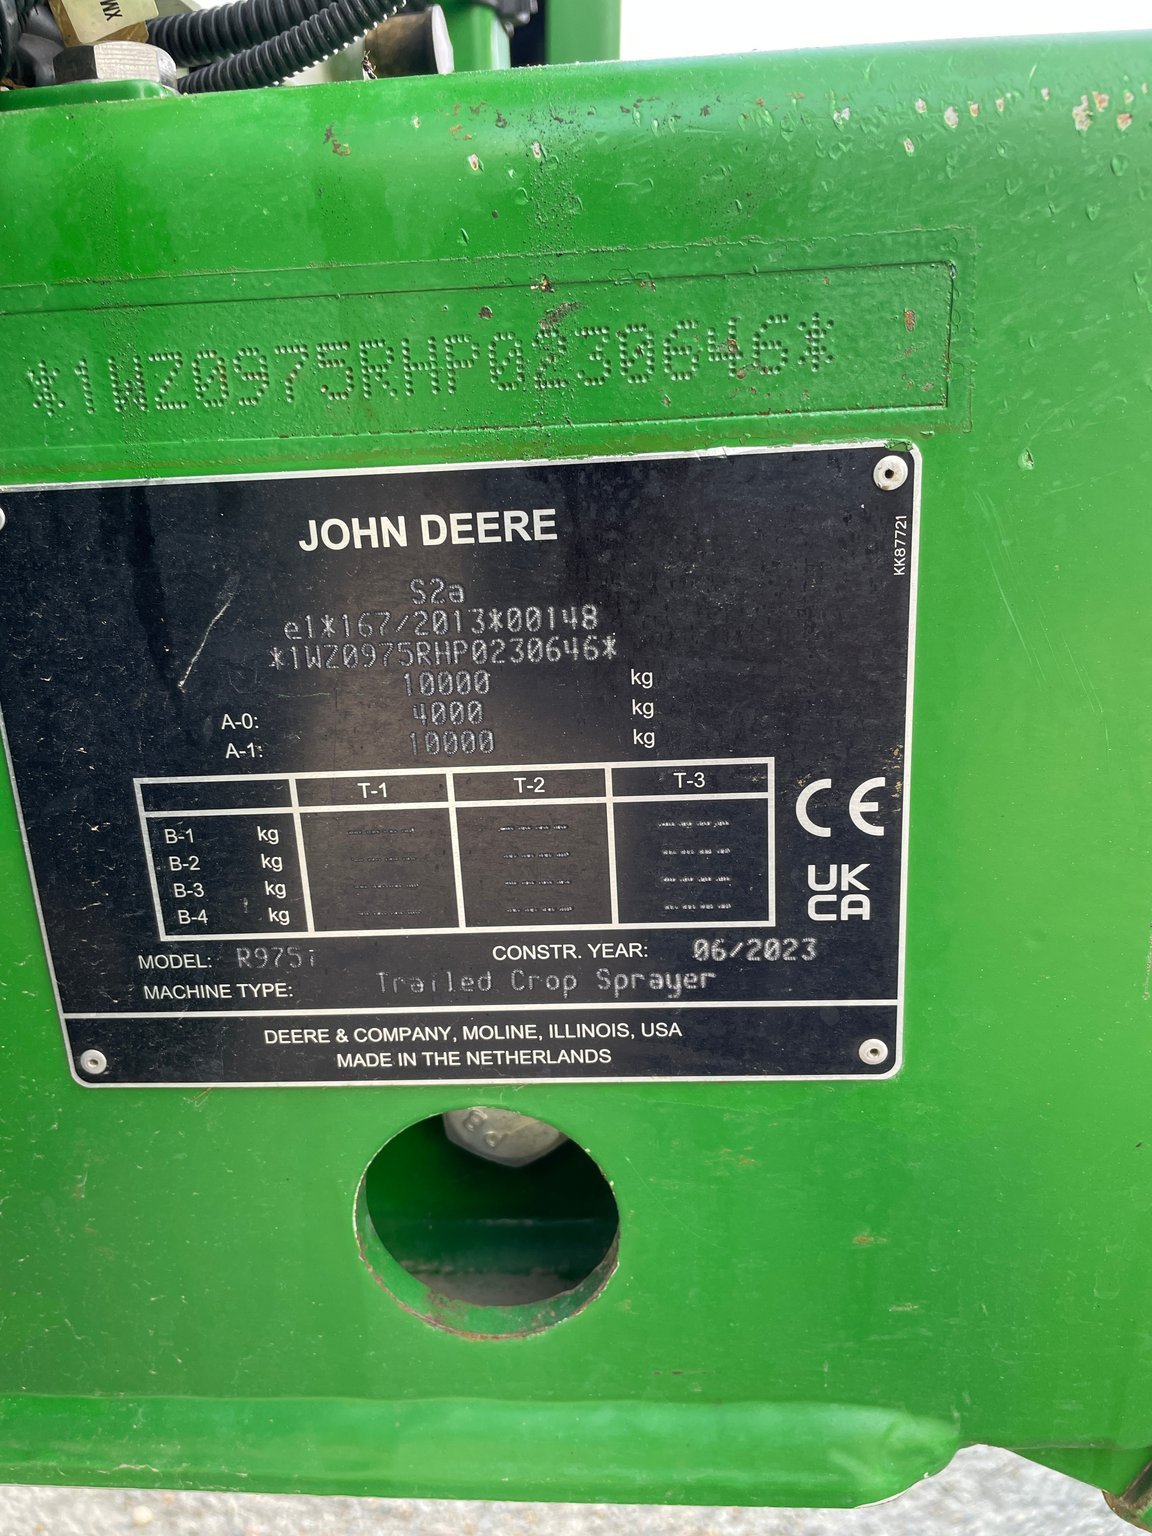 XMX
*1WZ0975RHP0230646*
JOHN DEERE
KK87721
S2a
e1*167/2013*00148
*1WZ0975RHP0230646*
10000 kg
A-0: 4000 kg
A-1: 10000 kg
T-1 T-2 T-3
B-1 kg ---- ---- ----
B-2 kg ---- ---- ----
B-3 kg ---- ---- ----
B-4 kg ---- ---- ----
CE
UK
CA
MODEL: R975i CONSTR. YEAR: 06/2023
MACHINE TYPE: Trailed Crop Sprayer
DEERE & COMPANY, MOLINE, ILLINOIS, USA
MADE IN THE NETHERLANDS